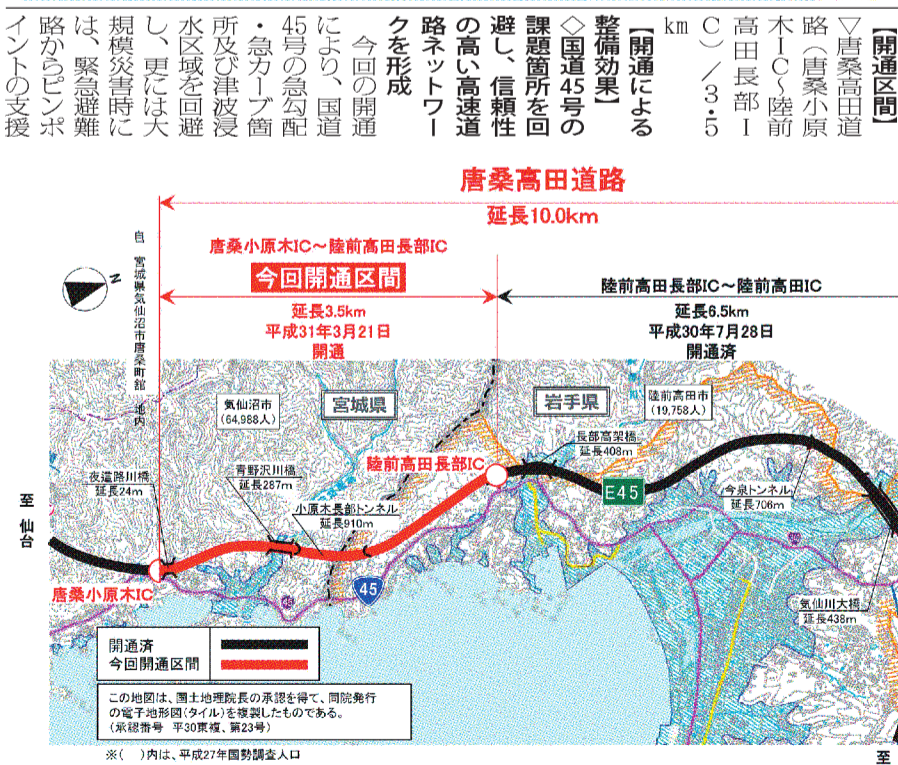 【開通区間】
▽唐桑高田道
路（唐桑小原
木ＩＣ～陸前
高田長部Ｉ
Ｃ）／３・５
km
【開通による
整備効果】
◇国道45号の
課題箇所を回
避し、信頼性
の高い高速道
路ネットワー
クを形成
今回の開通
により、国道
45号の急勾配
・急カーブ箇
所及び津波浸
水区域を回避
し、更には大
規模災害時に
は、緊急避難
路からピンポ
イントの支援
唐桑高田道路
延長10.0km
唐桑小原木IC～陸前高田長部IC
今回開通区間
延長3.5km
平成31年3月21日
開通
陸前高田長部IC～陸前高田IC
延長6.5km
平成30年7月28日
開通済
自 宮城県気仙沼市唐桑町舘 地内
N
気仙沼市
(64,988人)
宮城県
岩手県
陸前高田市
(19,758人)
長部高架橋
延長408m
陸前高田長部IC
E45
夜這路川橋
延長24m
青野沢川橋
延長287m
小原木長部トンネル
延長910m
今泉トンネル
延長706m
至 仙台
唐桑小原木IC
45
気仙川大橋
延長438m
開通済
今回開通区間
この地図は、国土地理院長の承認を得て、同院発行
の電子地形図(タイル)を複製したものである。
(承認番号 平30東複、第23号)
※( )内は、平成27年国勢調査人口
至